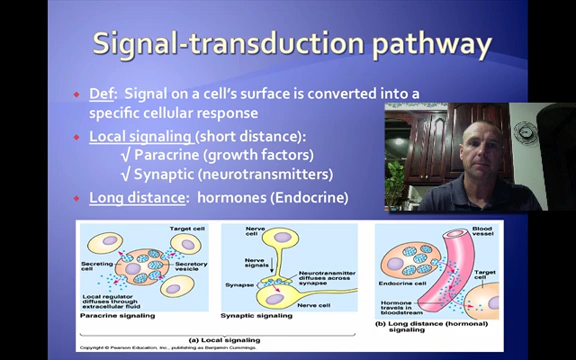 Signal-transduction pathway
Def: Signal on a cell's surface is converted into a
specific cellular response
Local signaling (short distance):
√ Paracrine (growth factors)
√ Synaptic (neurotransmitters)
Long distance: hormones (Endocrine)
Target cell
Secreting
cell
Secretory
vesicle
Local regulator
diffuses through
extracellular fluid
Paracrine signaling
Nerve
cell
Nerve
signals
Neurotransmitter
diffuses across
synapse
Synapse
Nerve cell
Synaptic signaling
(a) Local signaling
Blood
vessel
Endocrine cell
Target
cell
Hormone
travels in
bloodstream
(b) Long distance (hormonal)
signaling
Copyright © Pearson Education, Inc., publishing as Benjamin Cummings.